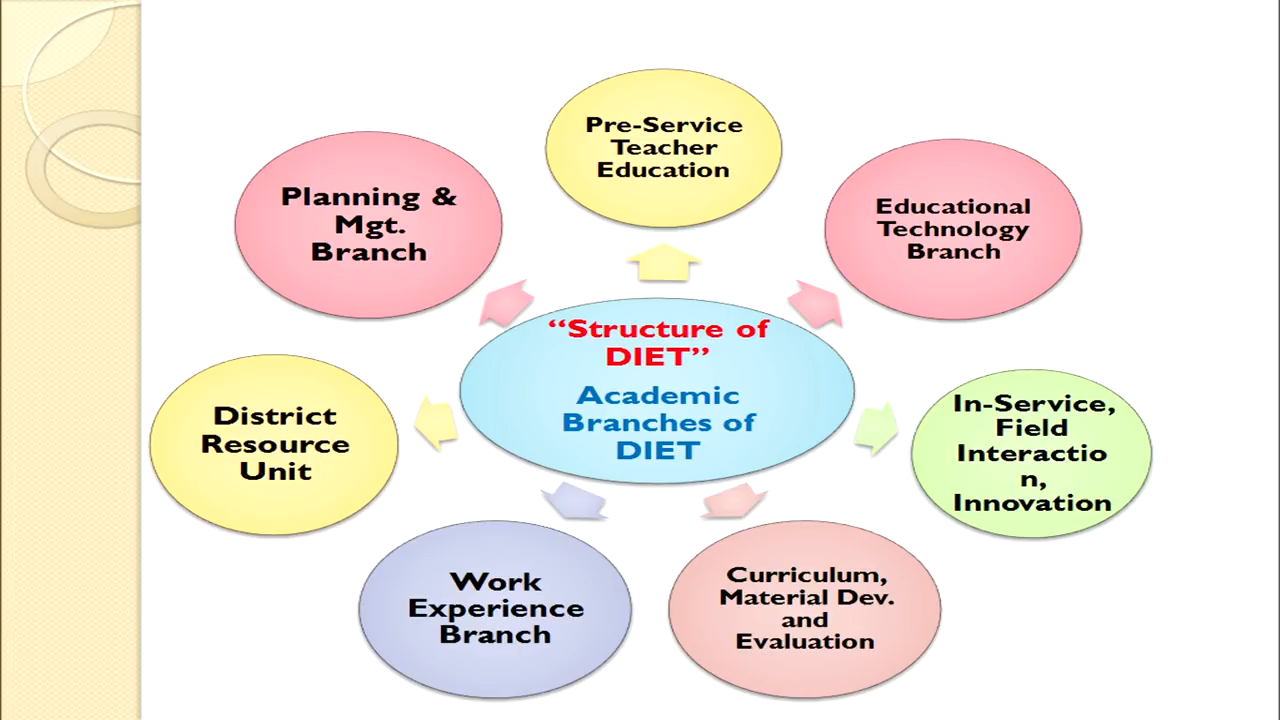 Pre-Service
Teacher
Education
Planning &
Mgt.
Branch
Educational
Technology
Branch
“Structure of
DIET”
Academic
Branches of
DIET
District
Resource
Unit
In-Service,
Field
Interactio
n,
Innovation
Work
Experience
Branch
Curriculum,
Material Dev.
and
Evaluation